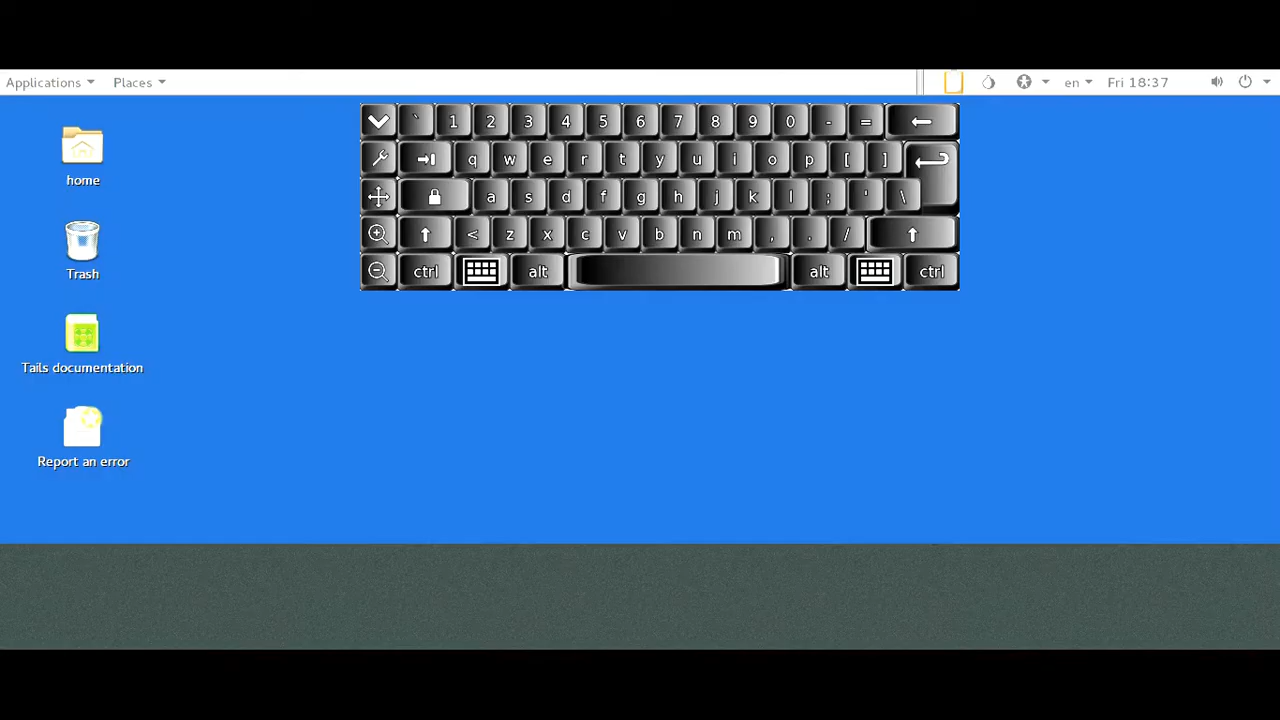 Applications Places en Fri 18:37
` 1 2 3 4 5 6 7 8 9 0 - =
q w e r t y u i o p [ ]
a s d f g h j k l ; ' \
< z x c v b n m , . /
ctrl alt alt ctrl
home
Trash
Tails documentation
Report an error